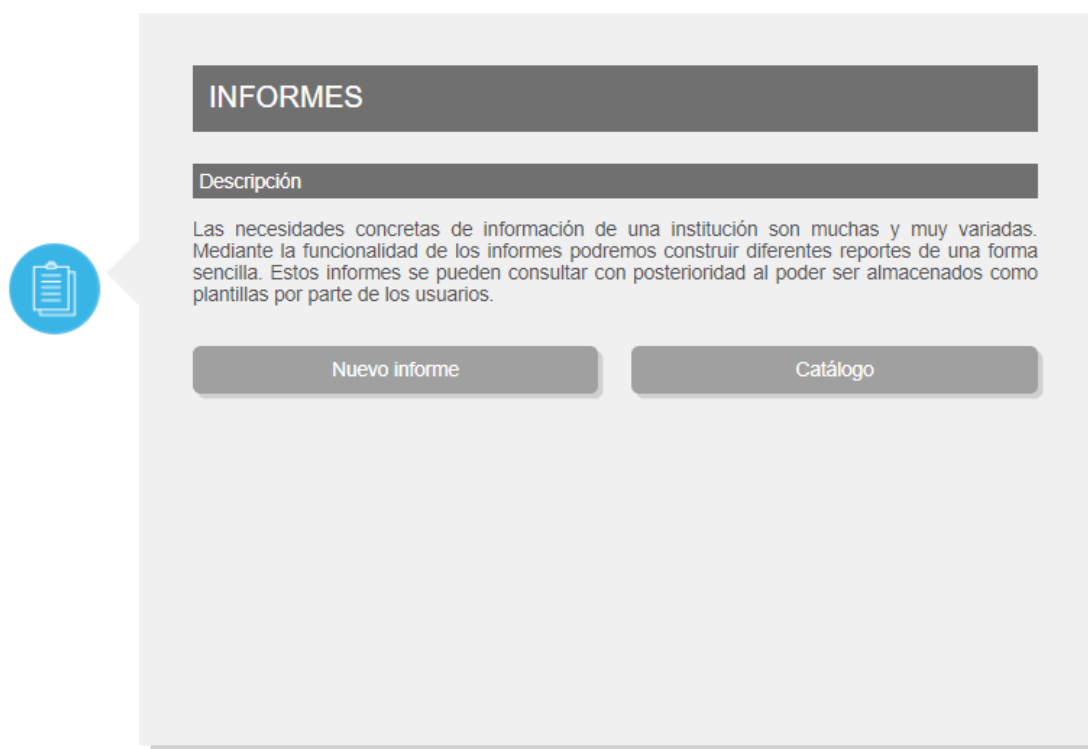 INFORMES
Descripción
Las necesidades concretas de información de una institución son muchas y muy variadas.
Mediante la funcionalidad de los informes podremos construir diferentes reportes de una forma
sencilla. Estos informes se pueden consultar con posterioridad al poder ser almacenados como
plantillas por parte de los usuarios.
Nuevo informe
Catálogo